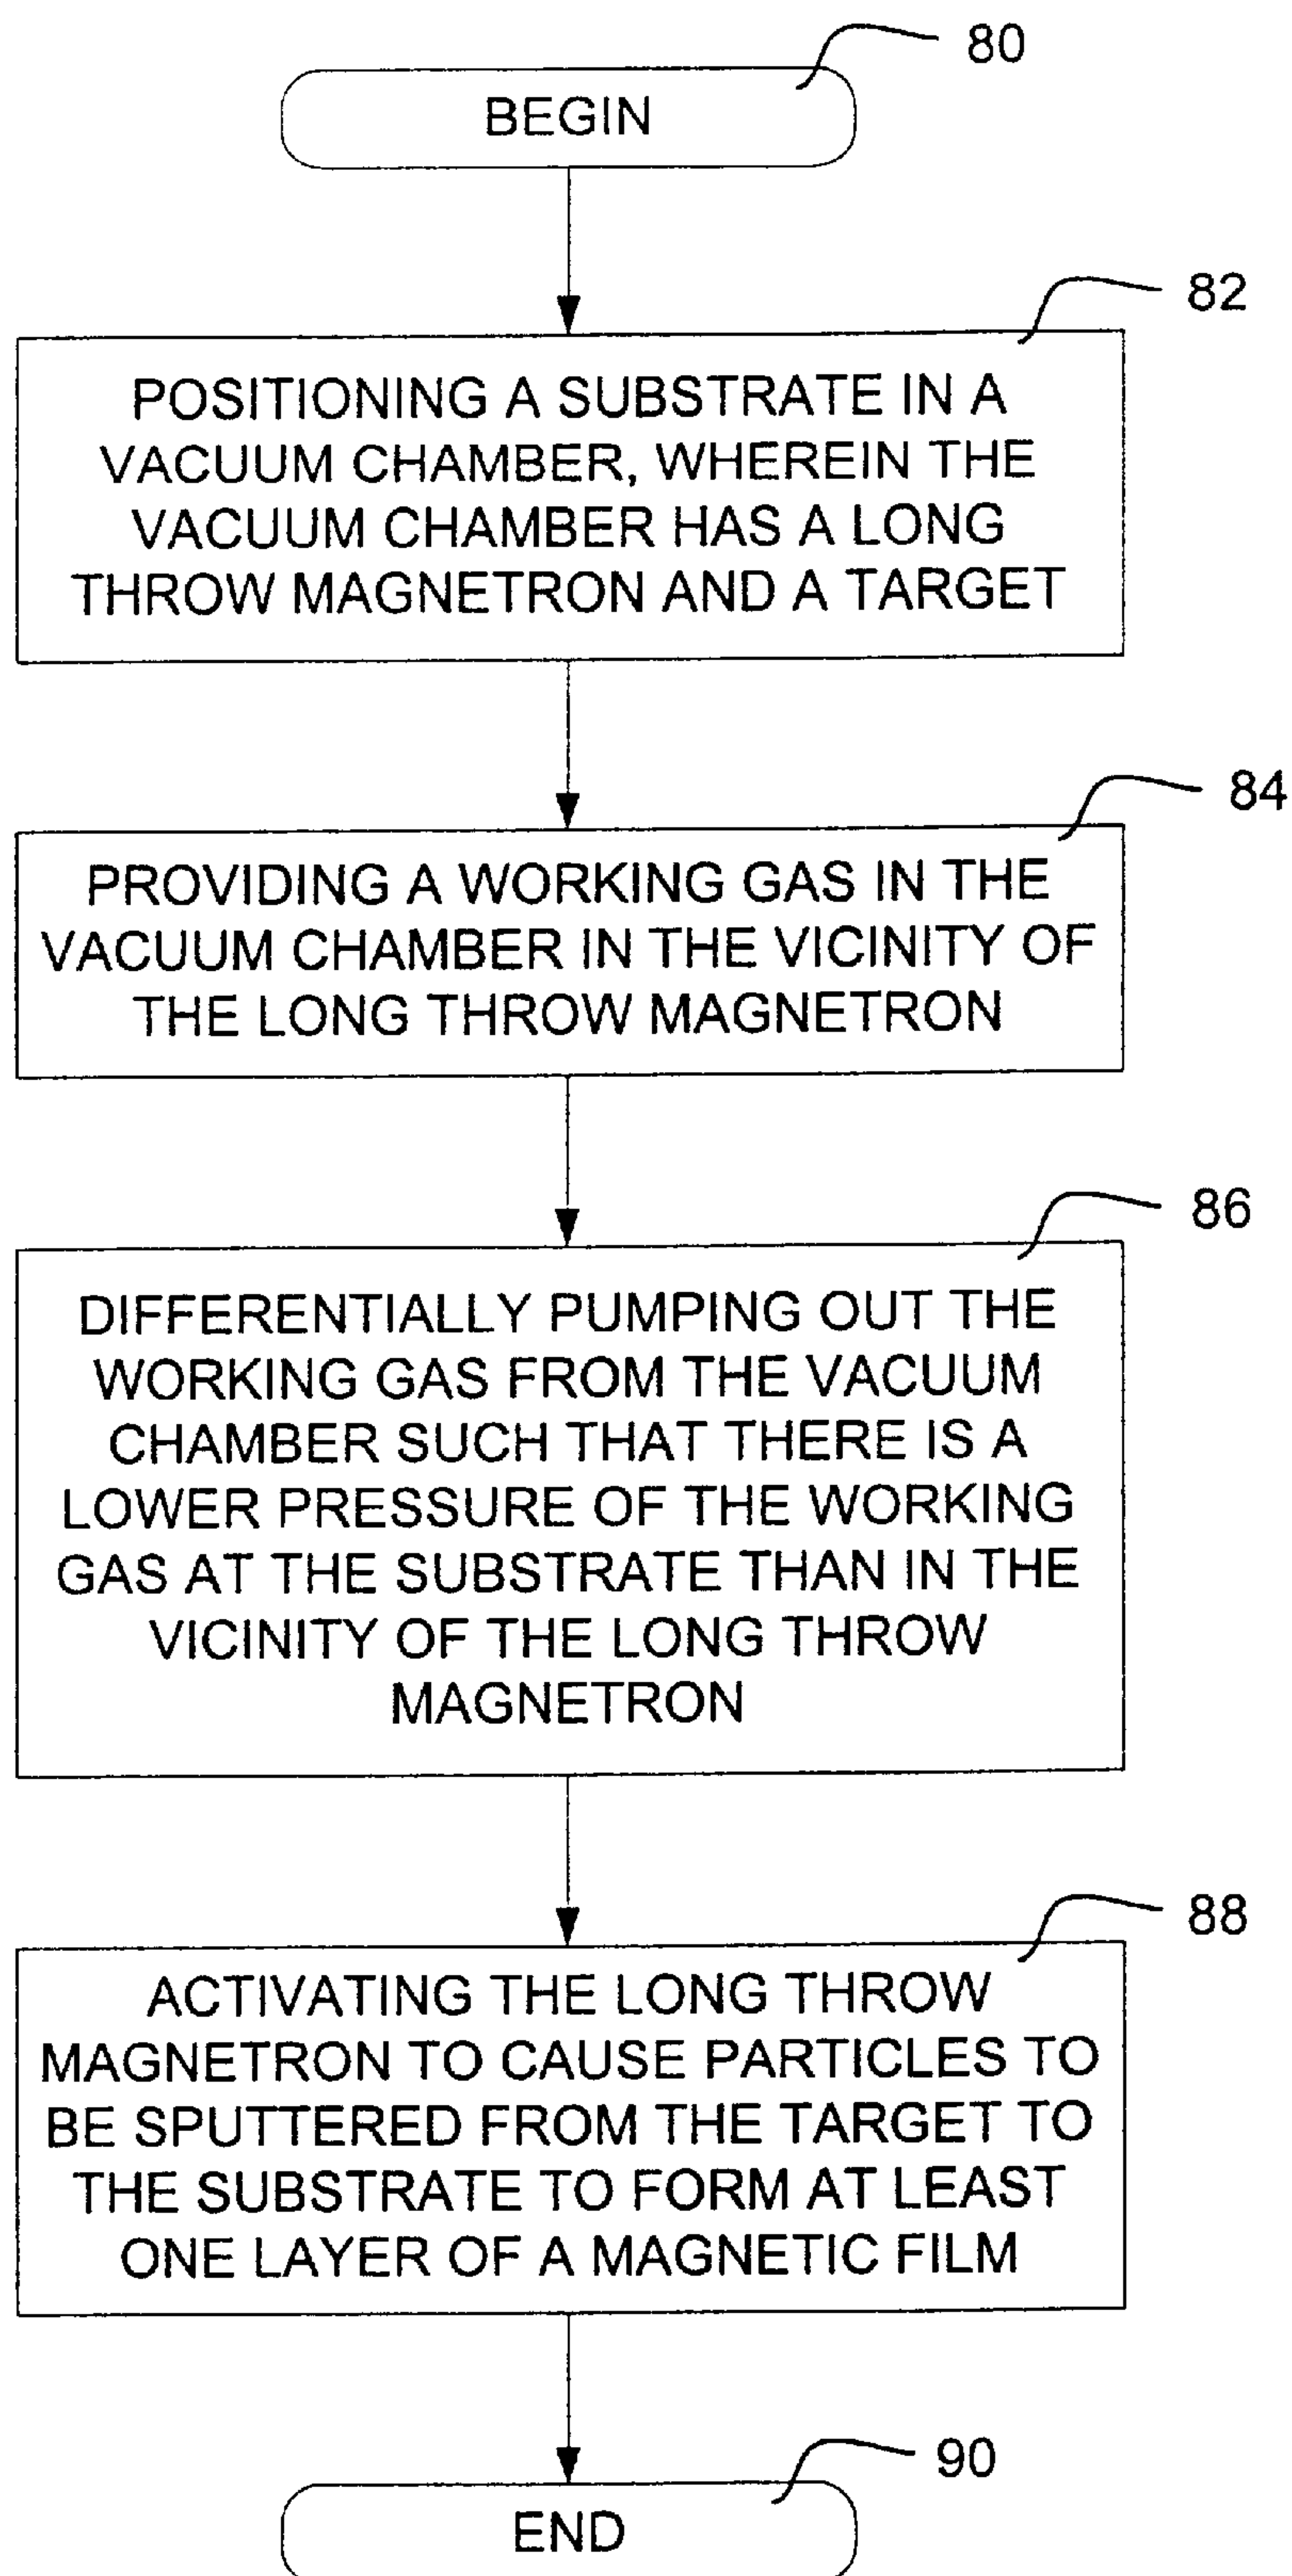 80
BEGIN
82
POSITIONING A SUBSTRATE IN A
VACUUM CHAMBER, WHEREIN THE
VACUUM CHAMBER HAS A LONG
THROW MAGNETRON AND A TARGET
84
PROVIDING A WORKING GAS IN THE
VACUUM CHAMBER IN THE VICINITY OF
THE LONG THROW MAGNETRON
86
DIFFERENTIALLY PUMPING OUT THE
WORKING GAS FROM THE VACUUM
CHAMBER SUCH THAT THERE IS A
LOWER PRESSURE OF THE WORKING
GAS AT THE SUBSTRATE THAN IN THE
VICINITY OF THE LONG THROW
MAGNETRON
88
ACTIVATING THE LONG THROW
MAGNETRON TO CAUSE PARTICLES TO
BE SPUTTERED FROM THE TARGET TO
THE SUBSTRATE TO FORM AT LEAST
ONE LAYER OF A MAGNETIC FILM
90
END